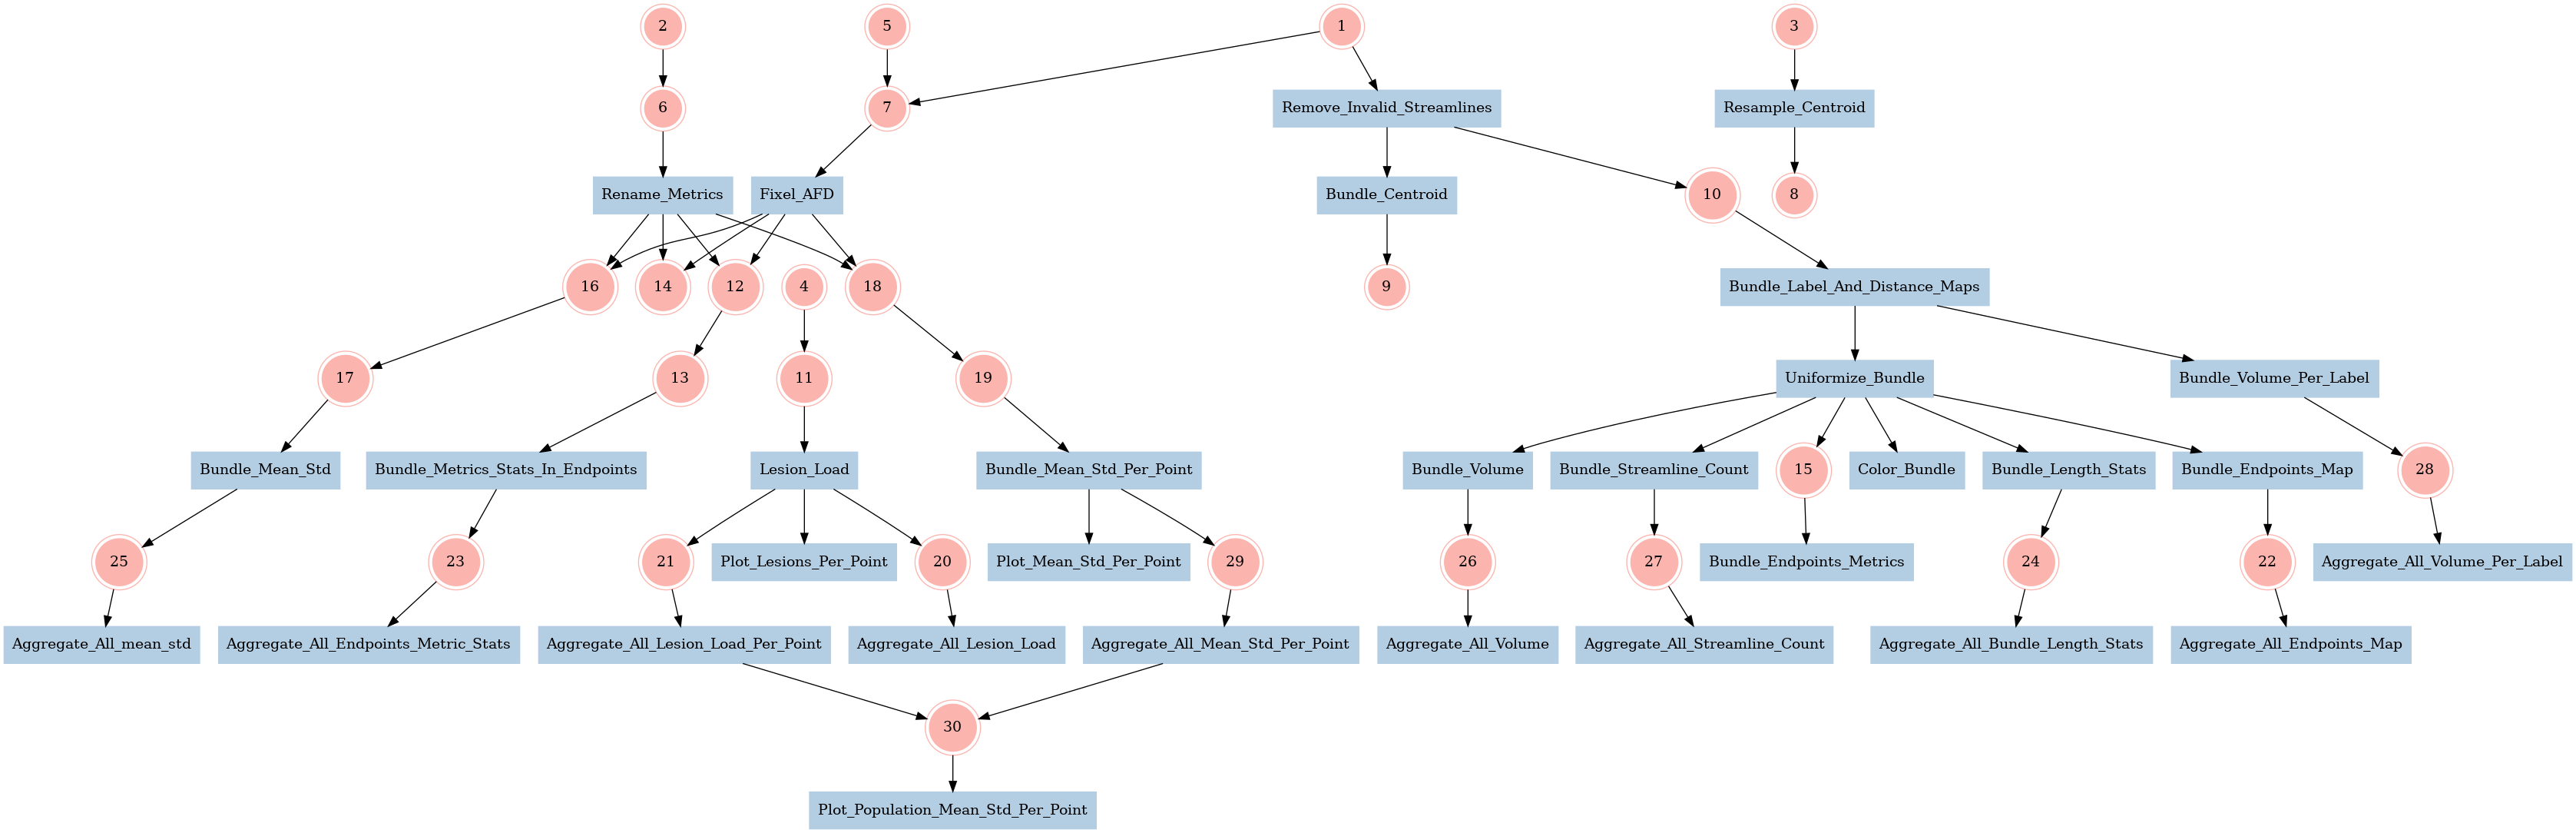 2
5
1
3
6
7
Remove_Invalid_Streamlines
Resample_Centroid
Rename_Metrics
Fixel_AFD
Bundle_Centroid
10
8
16
14
12
4
18
9
Bundle_Label_And_Distance_Maps
17
13
11
19
Uniformize_Bundle
Bundle_Volume_Per_Label
Bundle_Mean_Std
Bundle_Metrics_Stats_In_Endpoints
Lesion_Load
Bundle_Mean_Std_Per_Point
Bundle_Volume
Bundle_Streamline_Count
15
Color_Bundle
Bundle_Length_Stats
Bundle_Endpoints_Map
28
25
23
21
Plot_Lesions_Per_Point
20
Plot_Mean_Std_Per_Point
29
26
27
Bundle_Endpoints_Metrics
24
22
Aggregate_All_Volume_Per_Label
Aggregate_All_mean_std
Aggregate_All_Endpoints_Metric_Stats
Aggregate_All_Lesion_Load_Per_Point
Aggregate_All_Lesion_Load
Aggregate_All_Mean_Std_Per_Point
Aggregate_All_Volume
Aggregate_All_Streamline_Count
Aggregate_All_Bundle_Length_Stats
Aggregate_All_Endpoints_Map
30
Plot_Population_Mean_Std_Per_Point